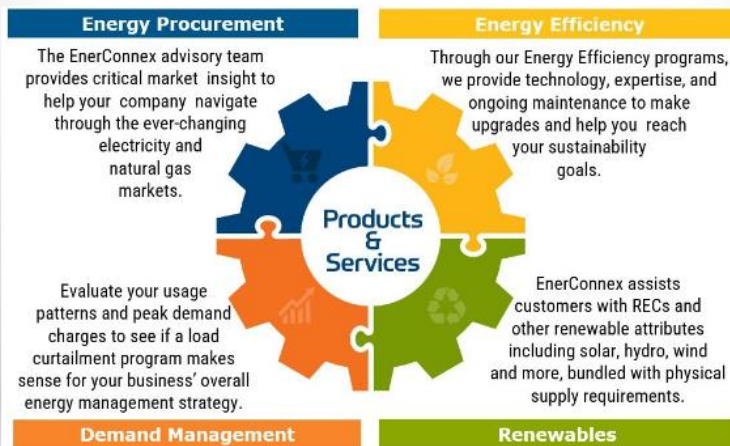 Energy Procurement
The EnerConnex advisory team
provides critical market insight to
help your company navigate
through the ever-changing
electricity and
natural gas
markets.
Energy Efficiency
Through our Energy Efficiency programs,
we provide technology, expertise, and
ongoing maintenance to make
upgrades and help you reach
your sustainability
goals.
Products
&
Services
Evaluate your usage
patterns and peak demand
charges to see if a load
curtailment program makes
sense for your business’ overall
energy management strategy.
Demand Management
EnerConnex assists
customers with RECs and
other renewable attributes
including solar, hydro, wind
and more, bundled with physical
supply requirements.
Renewables